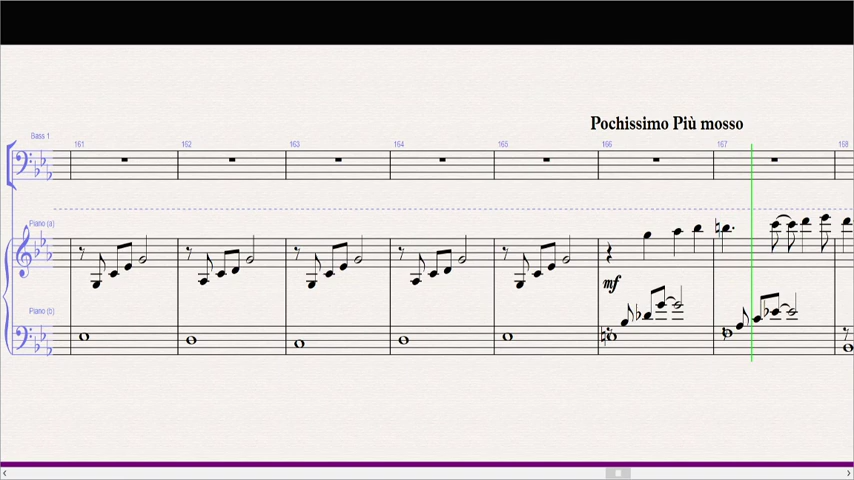 Pochissimo Più mosso
Bass 1
161 162 163 164 165 166 167 168
Piano (a)
mf
Piano (b)